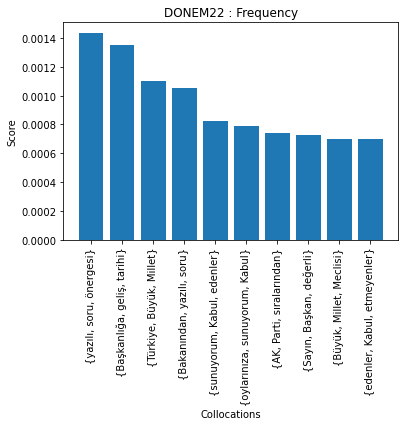 DONEM22 : Frequency
Score
0.0014
0.0012
0.0010
0.0008
0.0006
0.0004
0.0002
0.0000
{yazılı, soru, önergesi}
{Başkanlığa, geliş, tarihi}
{Türkiye, Büyük, Millet}
{Bakanından, yazılı, soru}
{sunuyorum, Kabul, edenler}
{oylarınıza, sunuyorum, Kabul}
{AK, Parti, sıralarından}
{Sayın, Başkan, değerli}
{Büyük, Millet, Meclisi}
{edenler, Kabul, etmeyenler}
Collocations